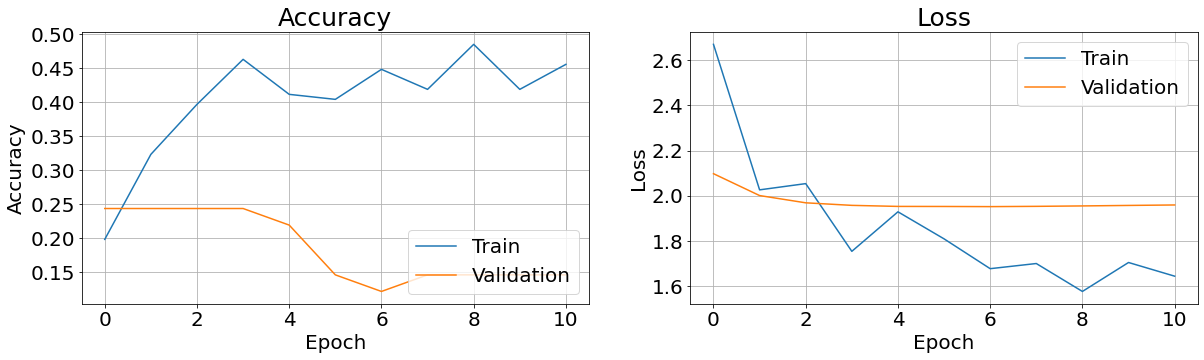 Accuracy
0.50
0.45
0.40
0.35
0.30
0.25
0.20
0.15
Accuracy
0 2 4 6 8 10
Epoch
Train
Validation
Loss
2.6
2.4
2.2
2.0
1.8
1.6
Loss
0 2 4 6 8 10
Epoch
Train
Validation